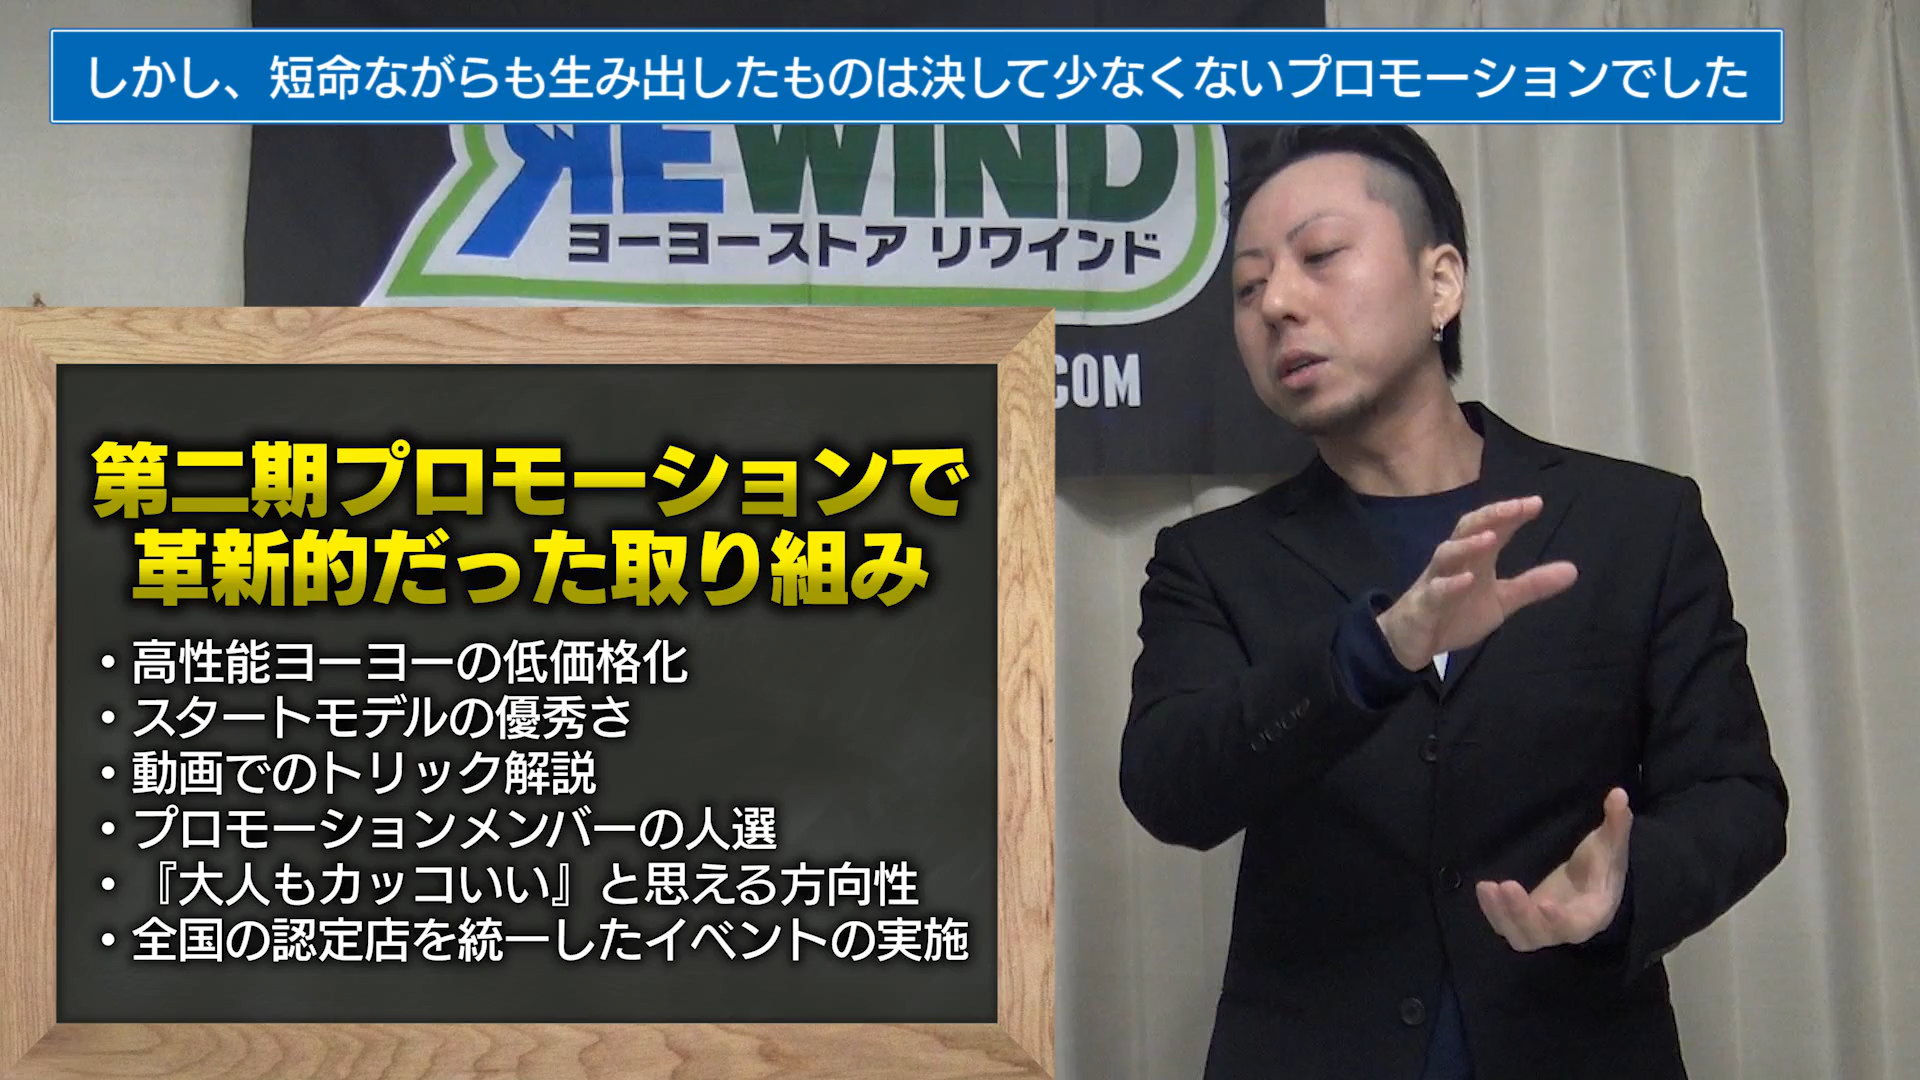 しかし、短命ながらも生み出したものは決して少なくないプロモーションでした
REWIND
ヨーヨーストア リワインド
.COM
第二期プロモーションで
革新的だった取り組み
・高性能ヨーヨーの低価格化
・スタートモデルの優秀さ
・動画でのトリック解説
・プロモーションメンバーの人選
・『大人もカッコいい』と思える方向性
・全国の認定店を統一したイベントの実施